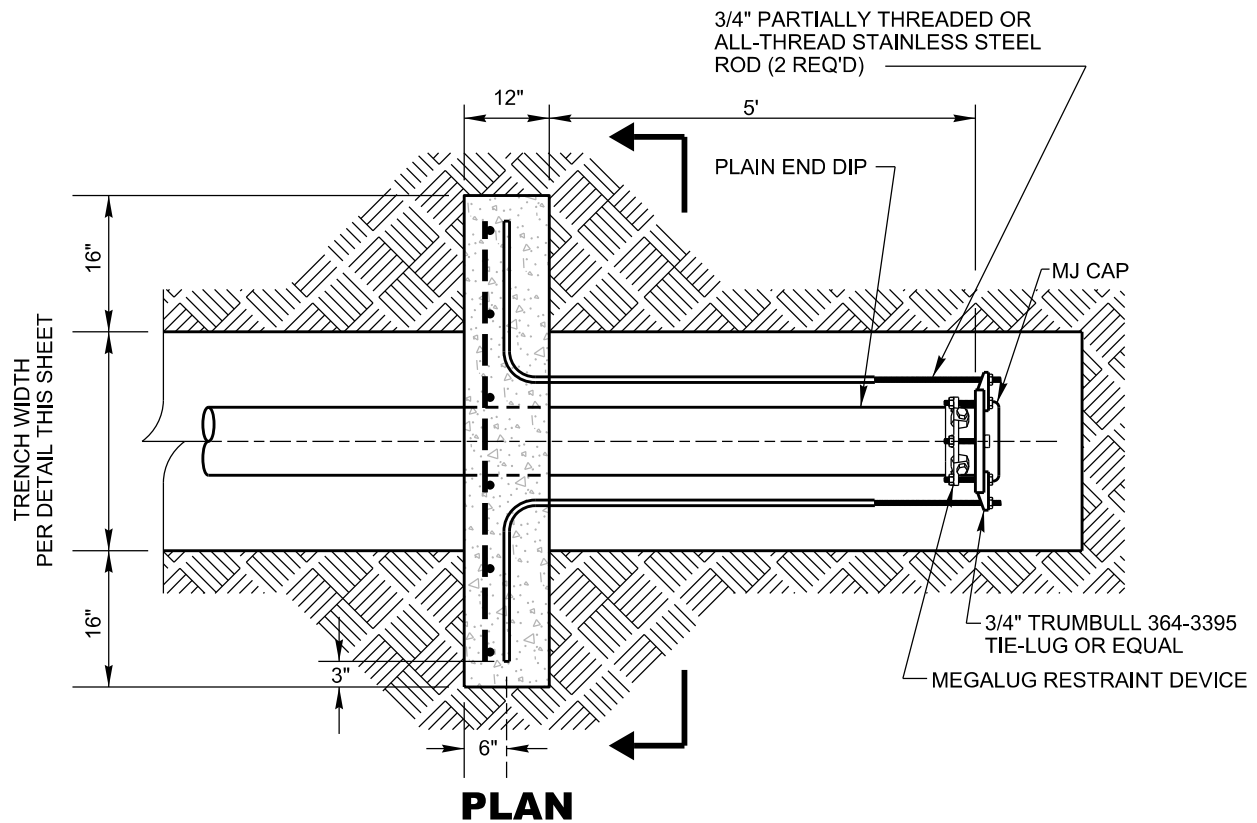 3/4" PARTIALLY THREADED OR
ALL-THREAD STAINLESS STEEL
ROD (2 REQ'D)
12"
5'
PLAIN END DIP
16"
MJ CAP
TRENCH WIDTH
PER DETAIL THIS SHEET
16"
3"
3/4" TRUMBULL 364-3395
TIE-LUG OR EQUAL
MEGALUG RESTRAINT DEVICE
6"
PLAN